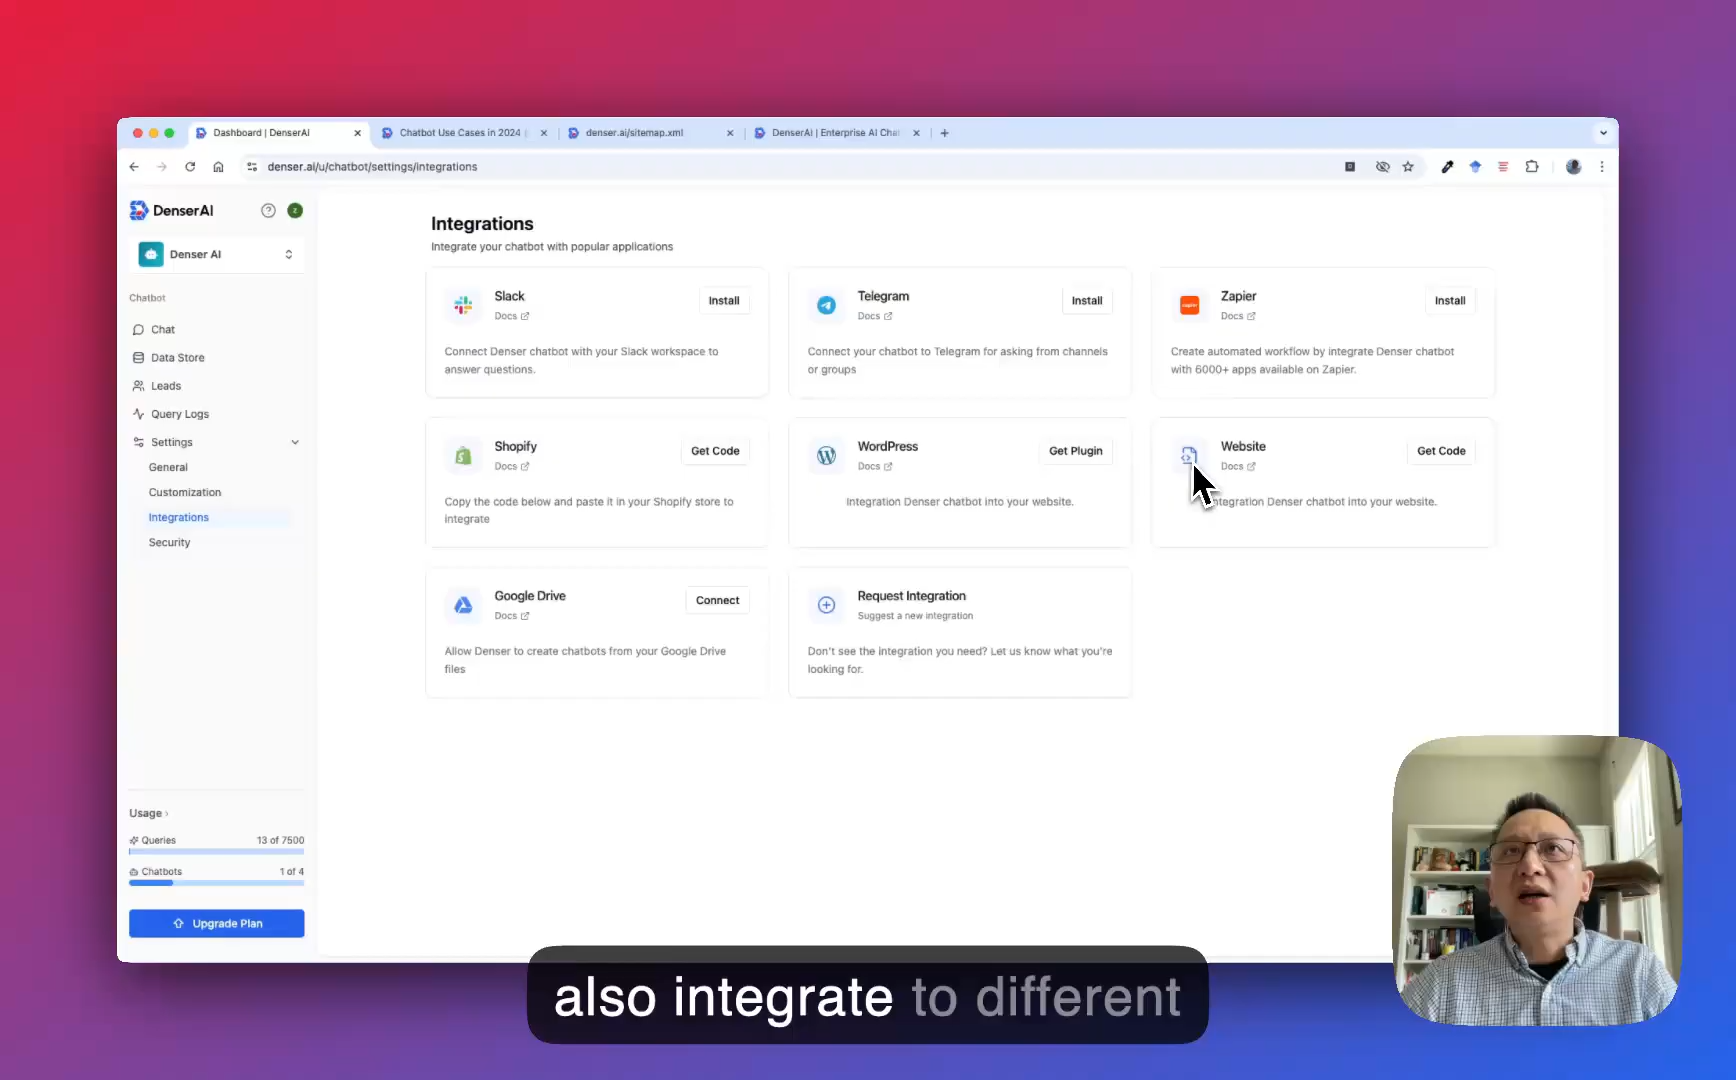 Dashboard | DenserAI
Chatbot Use Cases in 2024
denser.ai/sitemap.xml
DenserAI | Enterprise AI Cha
denser.ai/u/chatbot/settings/integrations
DenserAI
Denser AI
Chatbot
Chat
Data Store
Leads
Query Logs
Settings
General
Customization
Integrations
Security
Usage
Queries 13 of 7500
Chatbots 1 of 4
Upgrade Plan
Integrations
Integrate your chatbot with popular applications
Slack
Docs
Install
Connect Denser chatbot with your Slack workspace to
answer questions.
Telegram
Docs
Install
Connect your chatbot to Telegram for asking from channels
or groups
Zapier
Docs
Install
Create automated workflow by integrate Denser chatbot
with 6000+ apps available on Zapier.
Shopify
Docs
Get Code
Copy the code below and paste it in your Shopify store to
integrate
WordPress
Docs
Get Plugin
Integration Denser chatbot into your website.
Website
Docs
Get Code
Integration Denser chatbot into your website.
Google Drive
Docs
Connect
Allow Denser to create chatbots from your Google Drive
files
Request Integration
Suggest a new integration
Don't see the integration you need? Let us know what you're
looking for.
also integrate to different